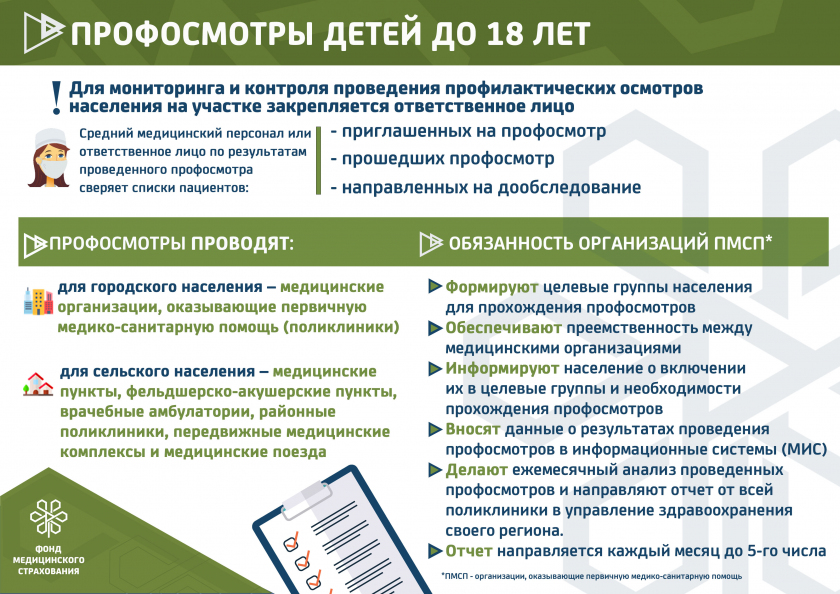 ПРОФОСМОТРЫ ДЕТЕЙ ДО 18 ЛЕТ
! Для мониторинга и контроля проведения профилактических осмотров
населения на участке закрепляется ответственное лицо
Средний медицинский персонал или
ответственное лицо по результатам
проведенного профосмотра
сверяет списки пациентов:
- приглашенных на профосмотр
- прошедших профосмотр
- направленных на дообследование
ПРОФОСМОТРЫ ПРОВОДЯТ:
для городского населения – медицинские
организации, оказывающие первичную
медико-санитарную помощь (поликлиники)
для сельского населения – медицинские
пункты, фельдшерско-акушерские пункты,
врачебные амбулатории, районные
поликлиники, передвижные медицинские
комплексы и медицинские поезда
ОБЯЗАННОСТЬ ОРГАНИЗАЦИЙ ПМСП*
Формируют целевые группы населения
для прохождения профосмотров
Обеспечивают преемственность между
медицинскими организациями
Информируют население о включении
их в целевые группы и необходимости
прохождения профосмотров
Вносят данные о результатах проведения
профосмотров в информационные системы (МИС)
Делают ежемесячный анализ проведенных
профосмотров и направляют отчет от всей
поликлиники в управление здравоохранения
своего региона.
Отчет направляется каждый месяц до 5-го числа
*ПМСП - организации, оказывающие первичную медико-санитарную помощь
ФОНД
МЕДИЦИНСКОГО
СТРАХОВАНИЯ